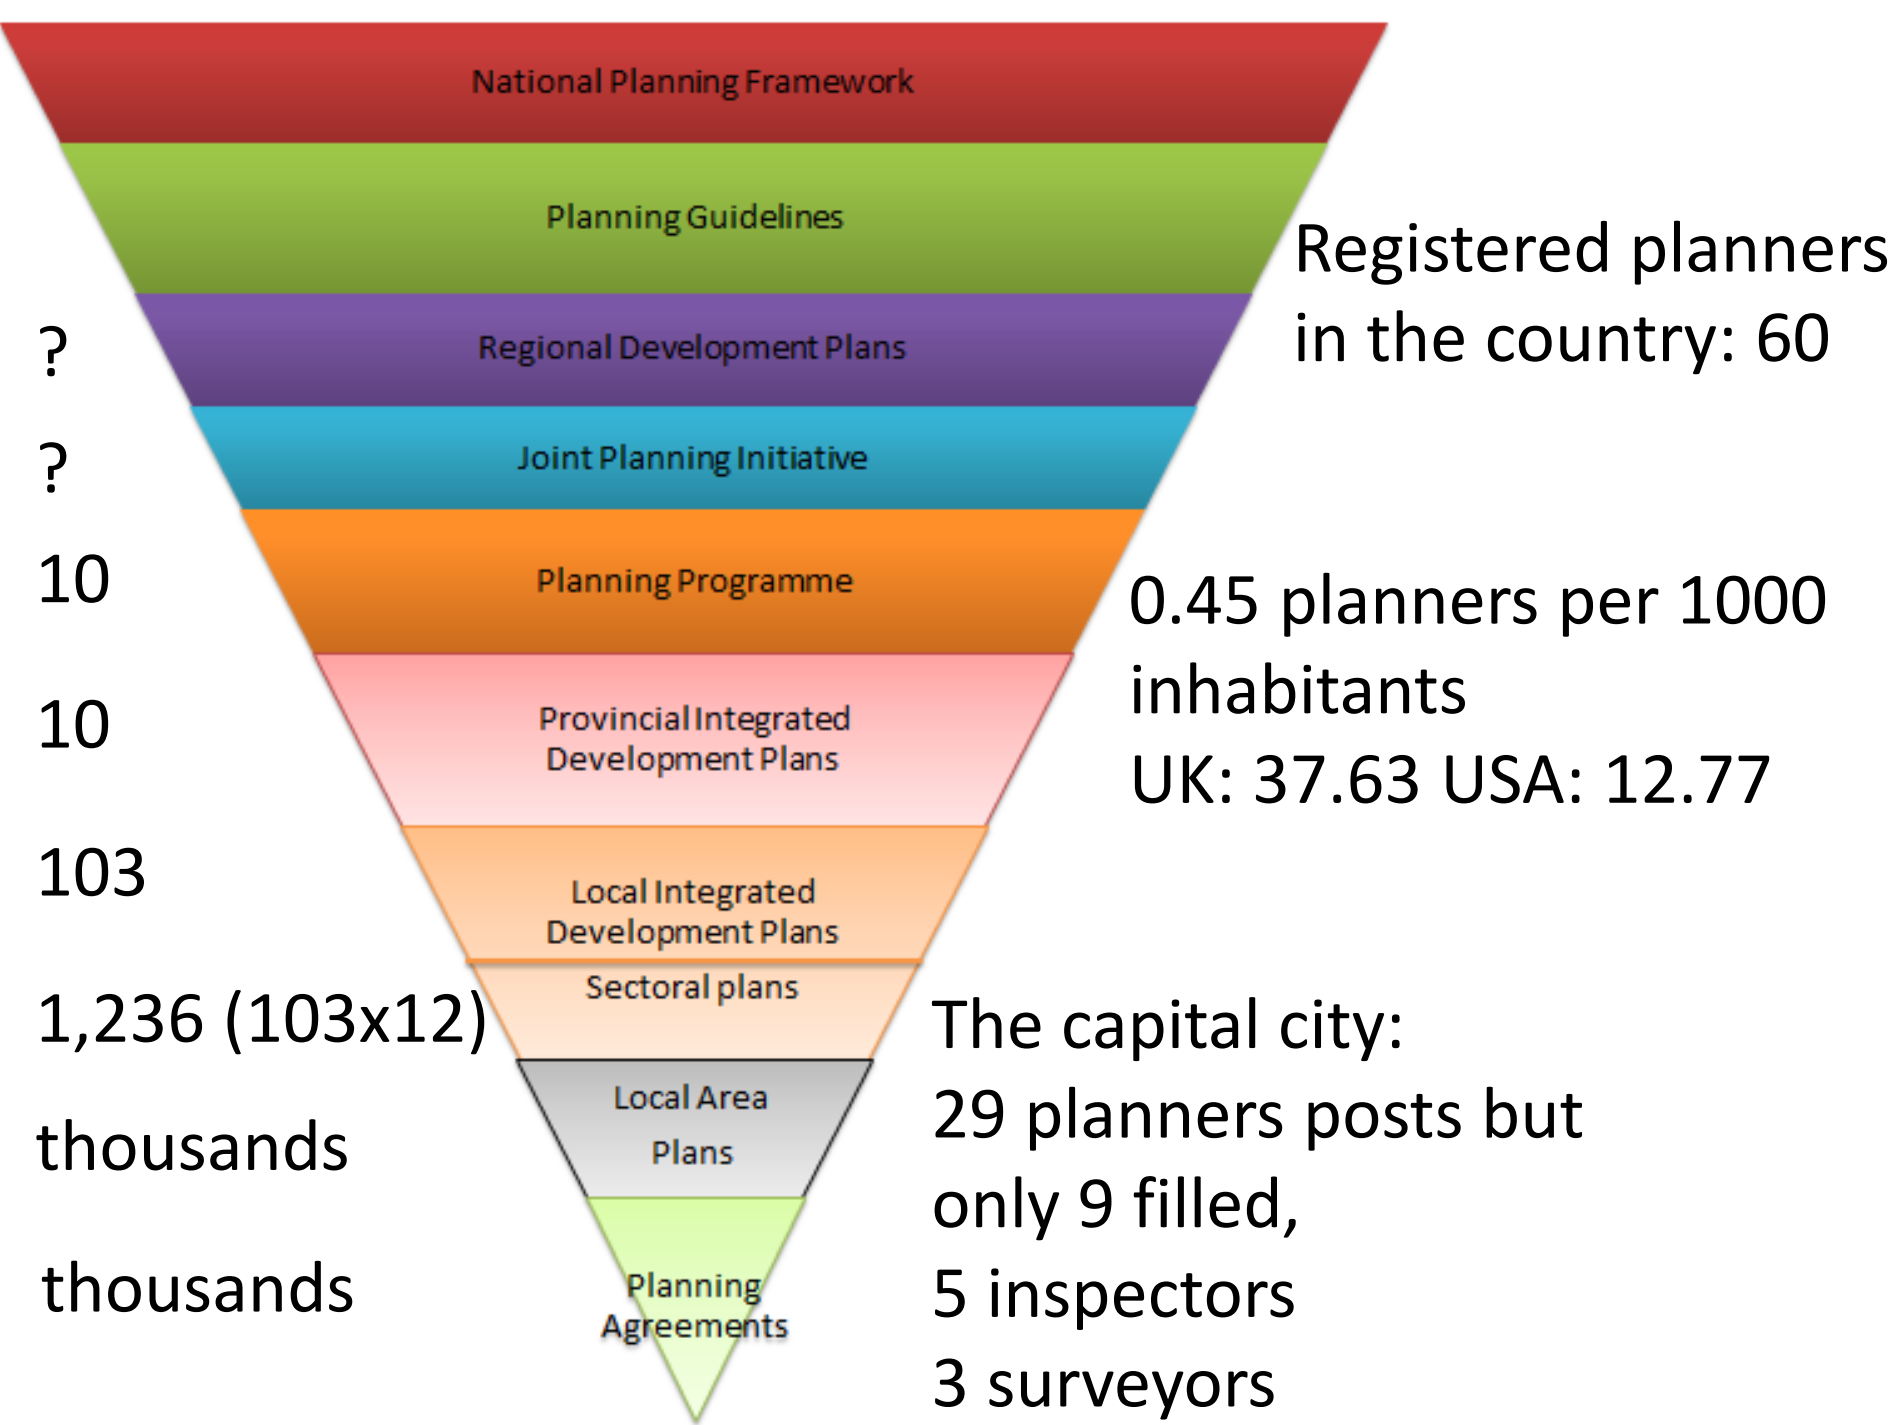 National Planning Framework
Planning Guidelines
Registered planners
in the country: 60
?
Regional Development Plans
?
Joint Planning Initiative
10
Planning Programme
0.45 planners per 1000
inhabitants
UK: 37.63 USA: 12.77
10
Provincial Integrated
Development Plans
103
Local Integrated
Development Plans
1,236 (103x12)
Sectoral plans
thousands
Local Area
Plans
thousands
Planning
Agreements
The capital city:
29 planners posts but
only 9 filled,
5 inspectors
3 surveyors